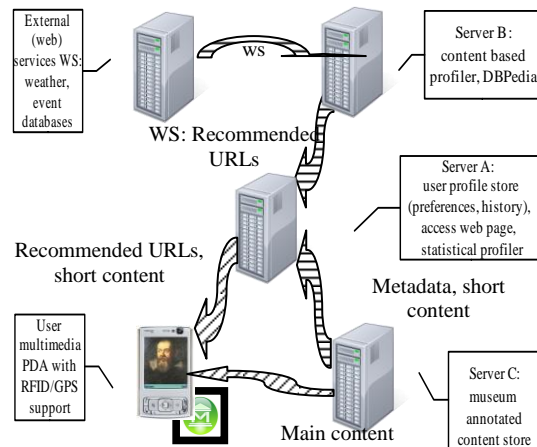 External
(web)
services WS:
weather,
event
databases
ws
Server B:
content based
profiler, DBPedia
WS: Recommended
URLs
Server A:
user profile store
(preferences, history),
access web page,
statistical profiler
Recommended URLs,
short content
Metadata, short
content
User
multimedia
PDA with
RFID/GPS
support
Main content
Server C:
museum
annotated
content store